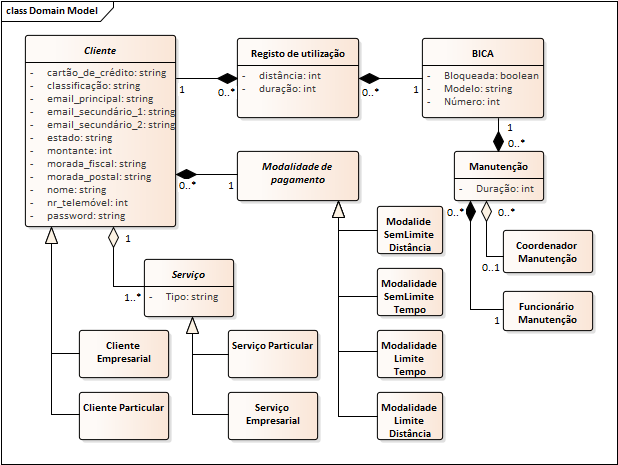 class Domain Model
Cliente
- cartão_de_crédito: string
- classificação: string
- email_principal: string
- email_secundário_1: string
- email_secundário_2: string
- estado: string
- montante: int
- morada_fiscal: string
- morada_postal: string
- nome: string
- nr_telemóvel: int
- password: string
Registo de utilização
- distância: int
- duração: int
BICA
- Bloqueada: boolean
- Modelo: string
- Número: int
1
0..*
0..*
1
1
0..*
Manutenção
- Duração: int
Modalidade de
pagamento
0..*
1
0..*
0..*
Modalide
SemLimite
Distância
Coordenador
Manutenção
0..1
1
Serviço
- Tipo: string
1..*
Modalidade
SemLimite
Tempo
Funcionário
Manutenção
1
Cliente
Empresarial
Serviço Particular
Modalidade
Limite
Tempo
Cliente Particular
Serviço
Empresarial
Modalidade
Limite
Distância